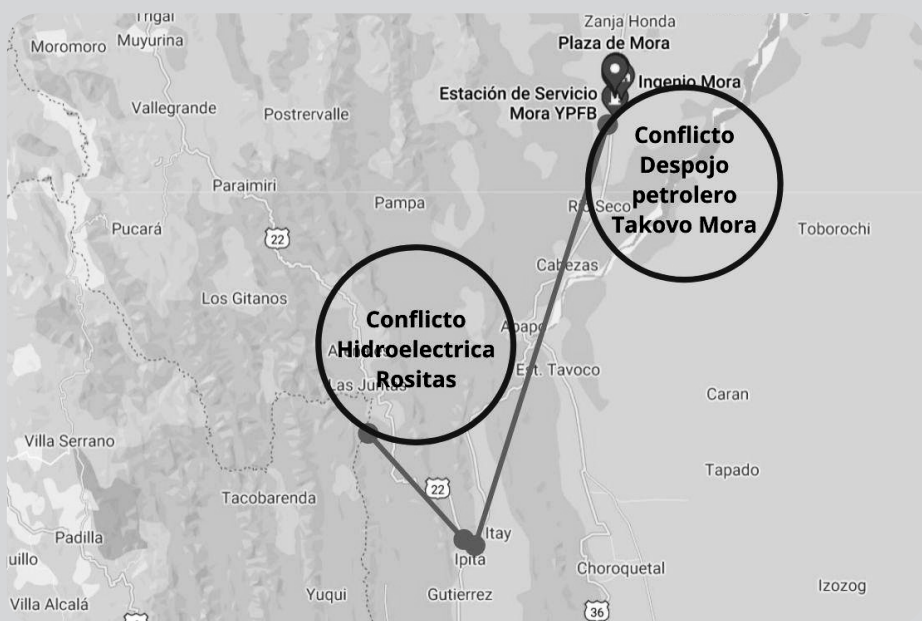 Trigal
Zanja Honda
Moromoro
Muyurina
Plaza de Mora
Ingenio Mora
Estación de Servicio
Mora YPFB
Vallegrande
Postrervalle
Conflicto
Despojo
petrolero
Takovo Mora
Paraimiri
Pampa
Río Seco
Pucará
22
Toborochi
Cabezas
Los Gitanos
Conflicto
Hidroelectrica
Rositas
Abapó
Las Juntas
Est. Tavoco
Caran
Villa Serrano
Tapado
22
Tacobarenda
Itay
Padilla
Ipitá
Choroquetal
uillo
Yuqui
Gutierrez
Izozog
Villa Alcalá
36